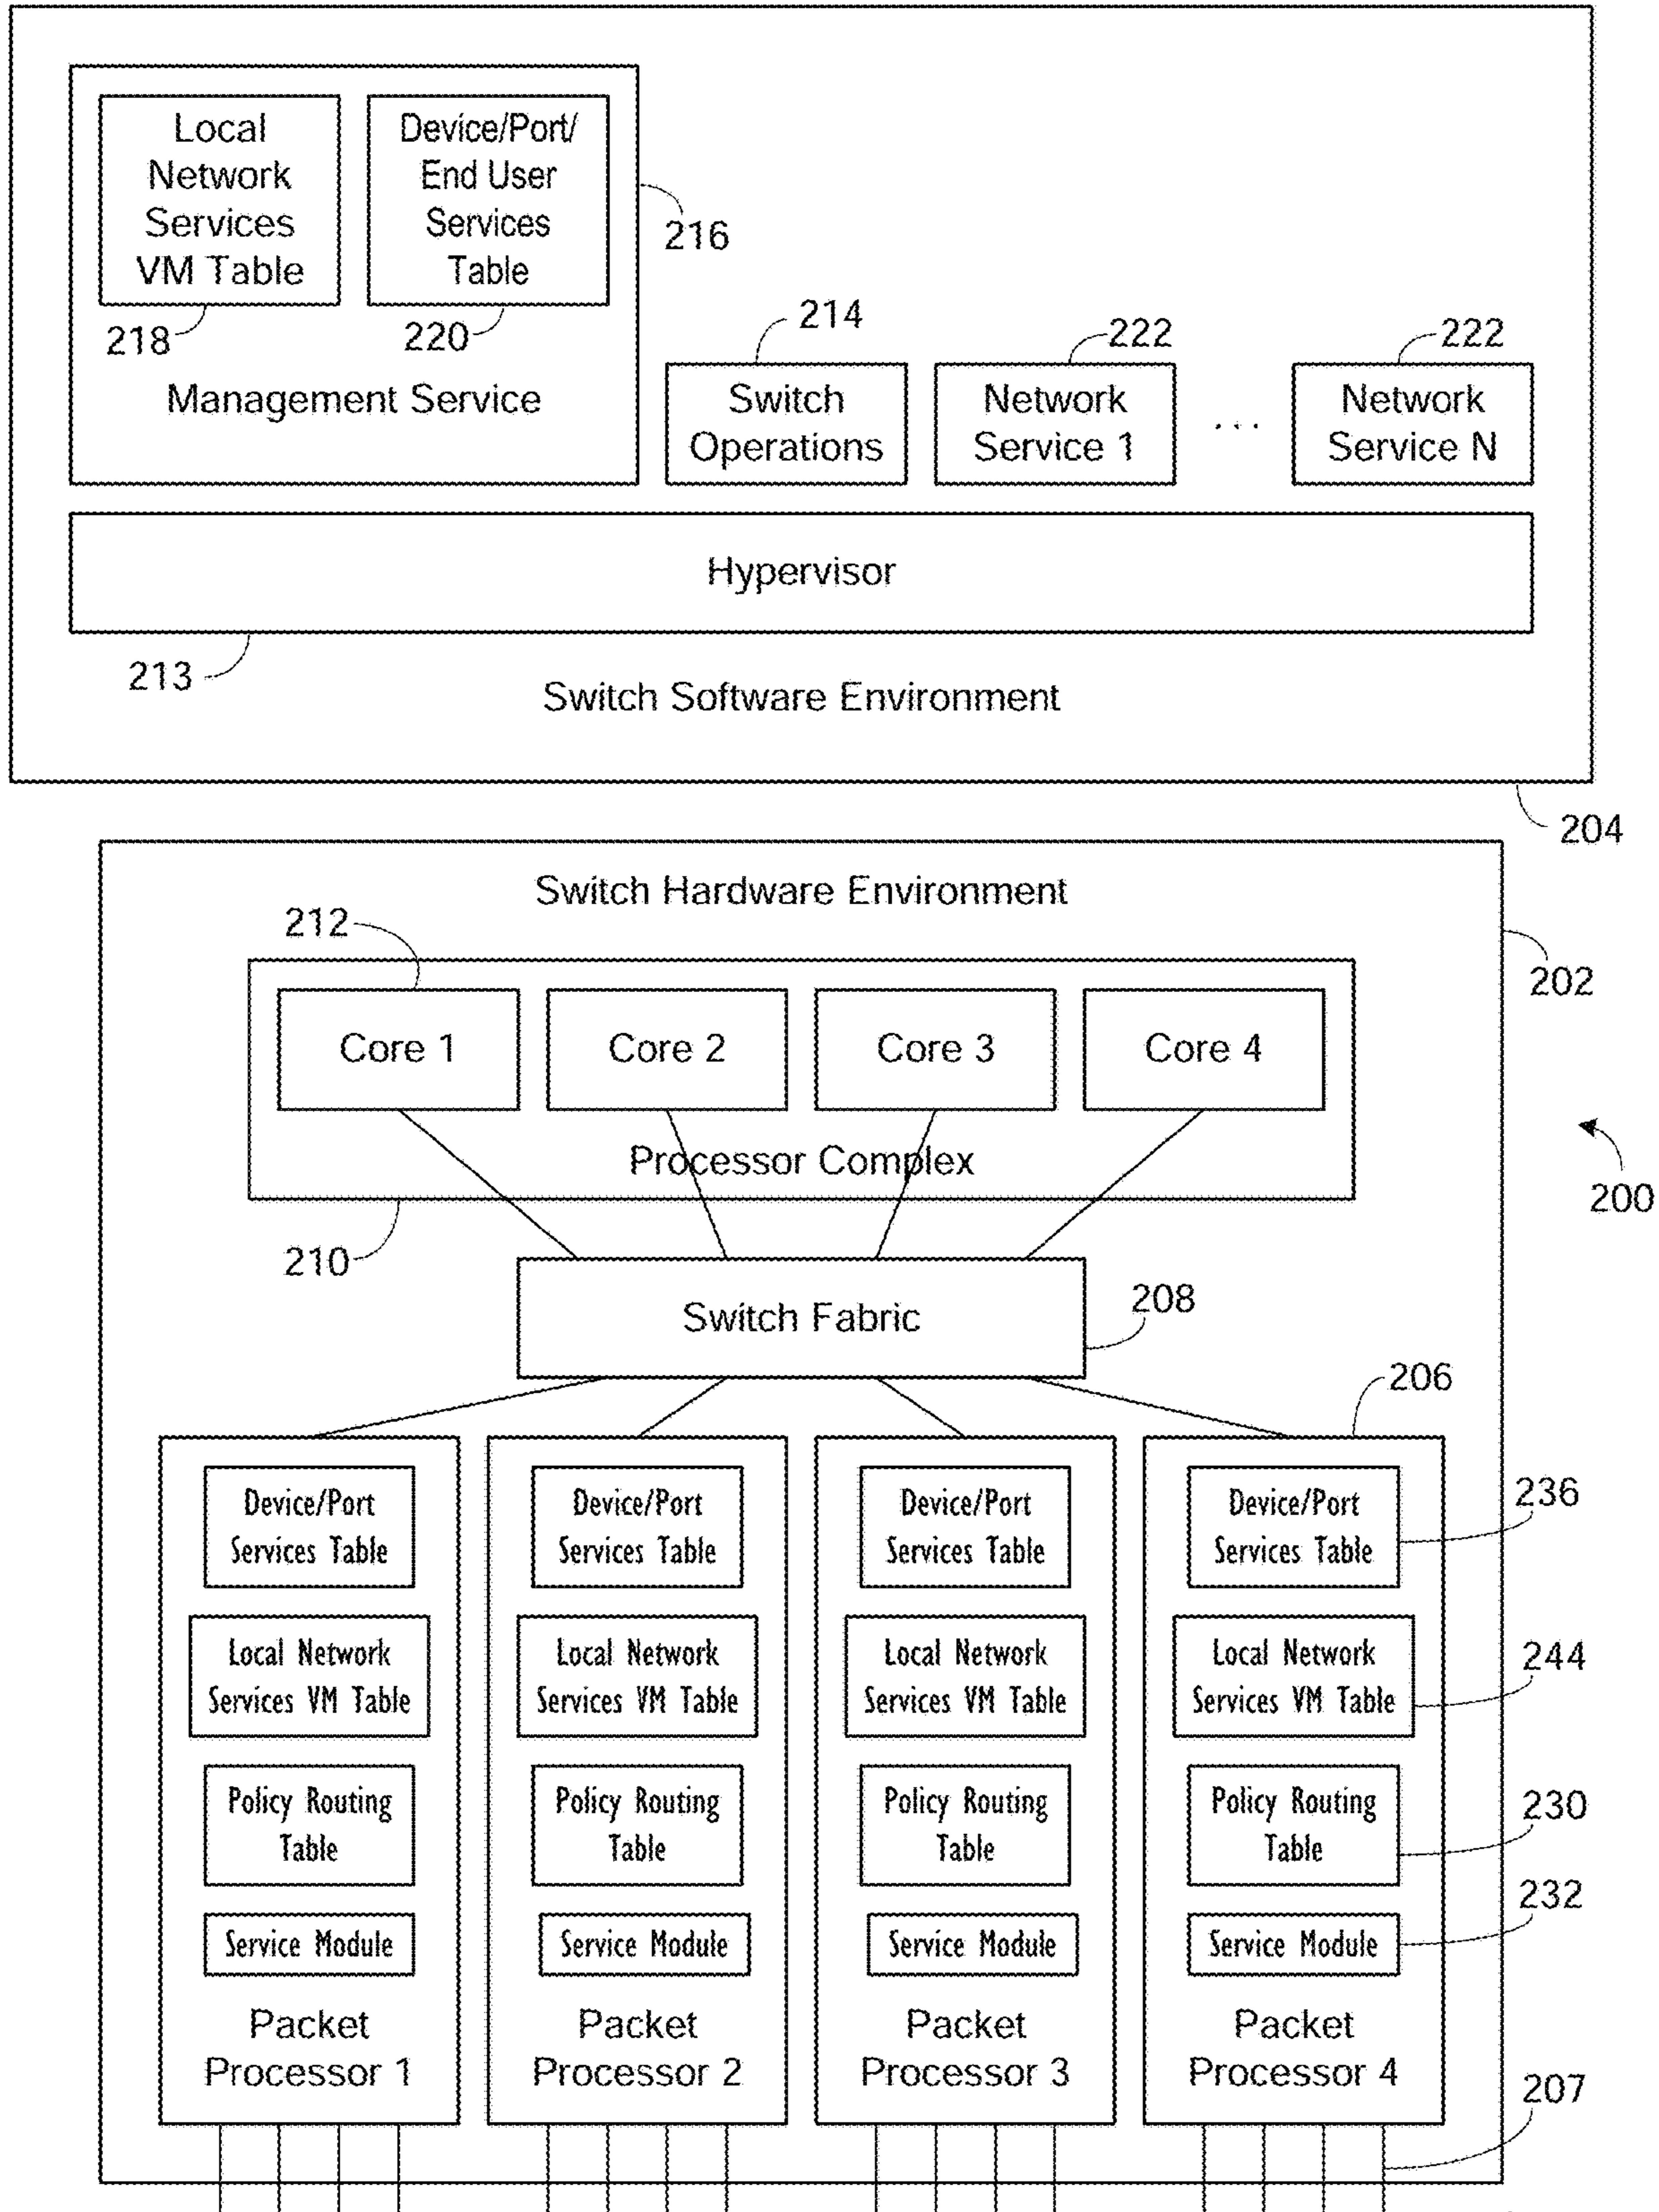 Local
Network
Services
VM Table
218
Device/Port/
End User
Services
Table
220
216
Management Service
214
Switch
Operations
222
Network
Service 1
. . .
222
Network
Service N
Hypervisor
213
Switch Software Environment
204
Switch Hardware Environment
202
212
Core 1
Core 2
Core 3
Core 4
Processor Complex
210
200
Switch Fabric
208
206
Device/Port
Services Table
Local Network
Services VM Table
Policy Routing
Table
Service Module
Packet
Processor 1
Device/Port
Services Table
Local Network
Services VM Table
Policy Routing
Table
Service Module
Packet
Processor 2
Device/Port
Services Table
Local Network
Services VM Table
Policy Routing
Table
Service Module
Packet
Processor 3
Device/Port
Services Table
Local Network
Services VM Table
Policy Routing
Table
Service Module
Packet
Processor 4
236
244
230
232
207